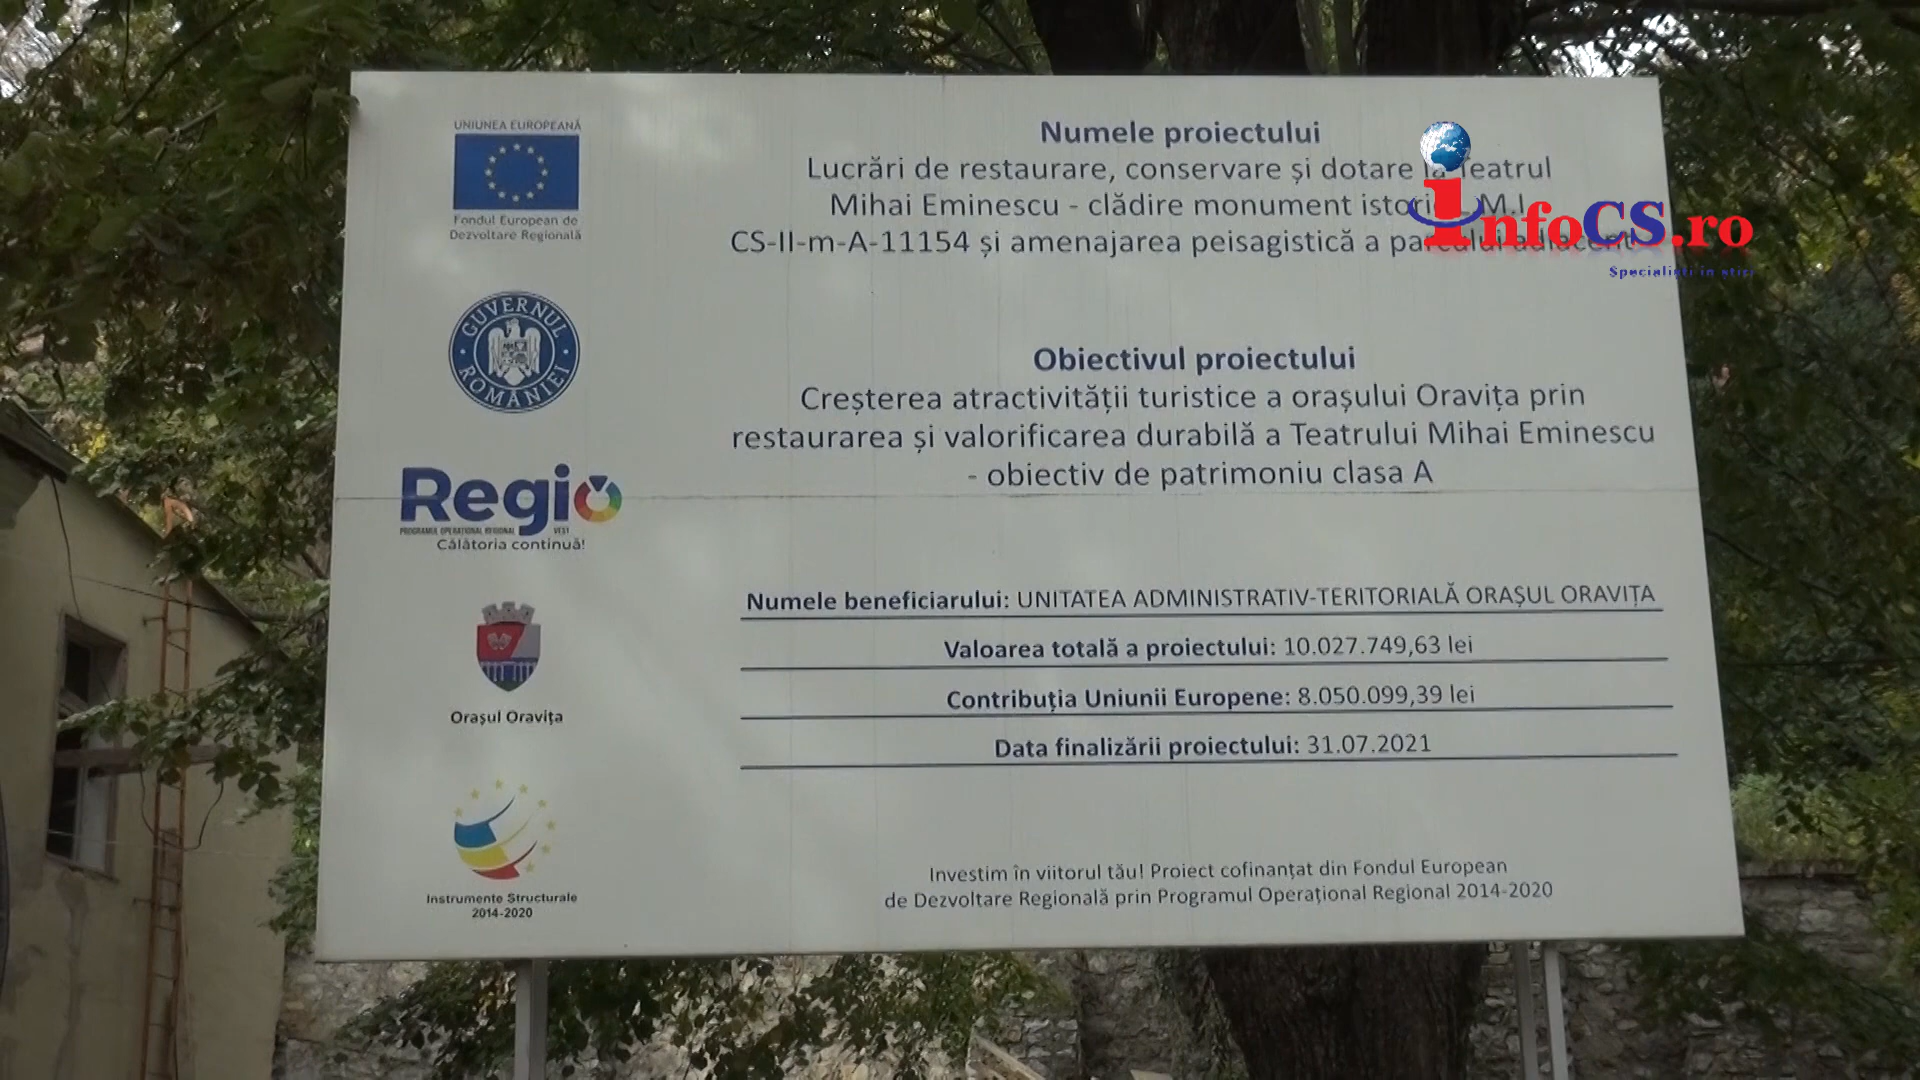 UNIUNEA EUROPEANĂ
Fondul European de
Dezvoltare Regională
GUVERNUL ROMÂNIEI
Regio
PROGRAMUL OPERAȚIONAL REGIONAL VEST
Călătoria continuă!
Orașul Oravița
Instrumente Structurale
2014-2020
Numele proiectului
Lucrări de restaurare, conservare și dotare la Teatrul
Mihai Eminescu - clădire monument istoric L.M.I.
CS-II-m-A-11154 și amenajarea peisagistică a parcului adiacent
Obiectivul proiectului
Creșterea atractivității turistice a orașului Oravița prin
restaurarea și valorificarea durabilă a Teatrului Mihai Eminescu
- obiectiv de patrimoniu clasa A
Numele beneficiarului: UNITATEA ADMINISTRATIV-TERITORIALĂ ORAȘUL ORAVIȚA
Valoarea totală a proiectului: 10.027.749,63 lei
Contribuția Uniunii Europene: 8.050.099,39 lei
Data finalizării proiectului: 31.07.2021
Investim în viitorul tău! Proiect cofinanțat din Fondul European
de Dezvoltare Regională prin Programul Operațional Regional 2014-2020
infoCS.ro
Specialisti in stiri